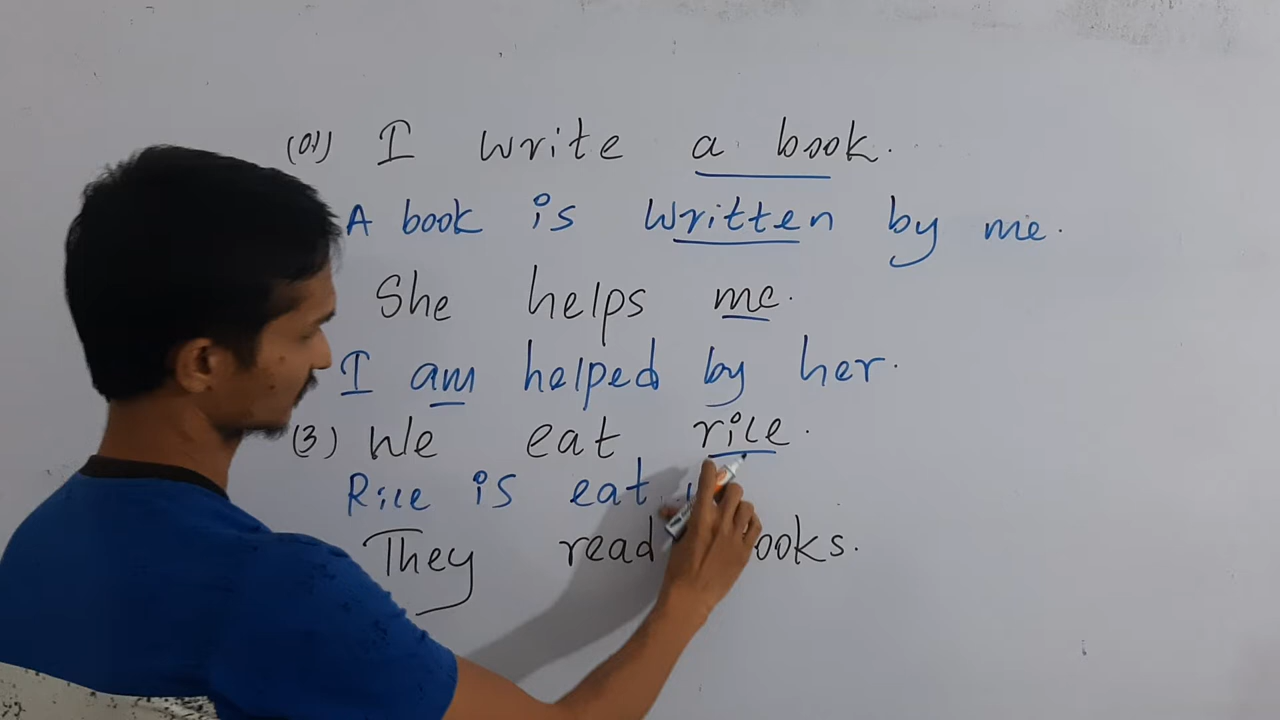 (01) I write a book.
A book is written by me.
She helps me.
I am helped by her.
(3) We eat rice.
Rice is eat
They read